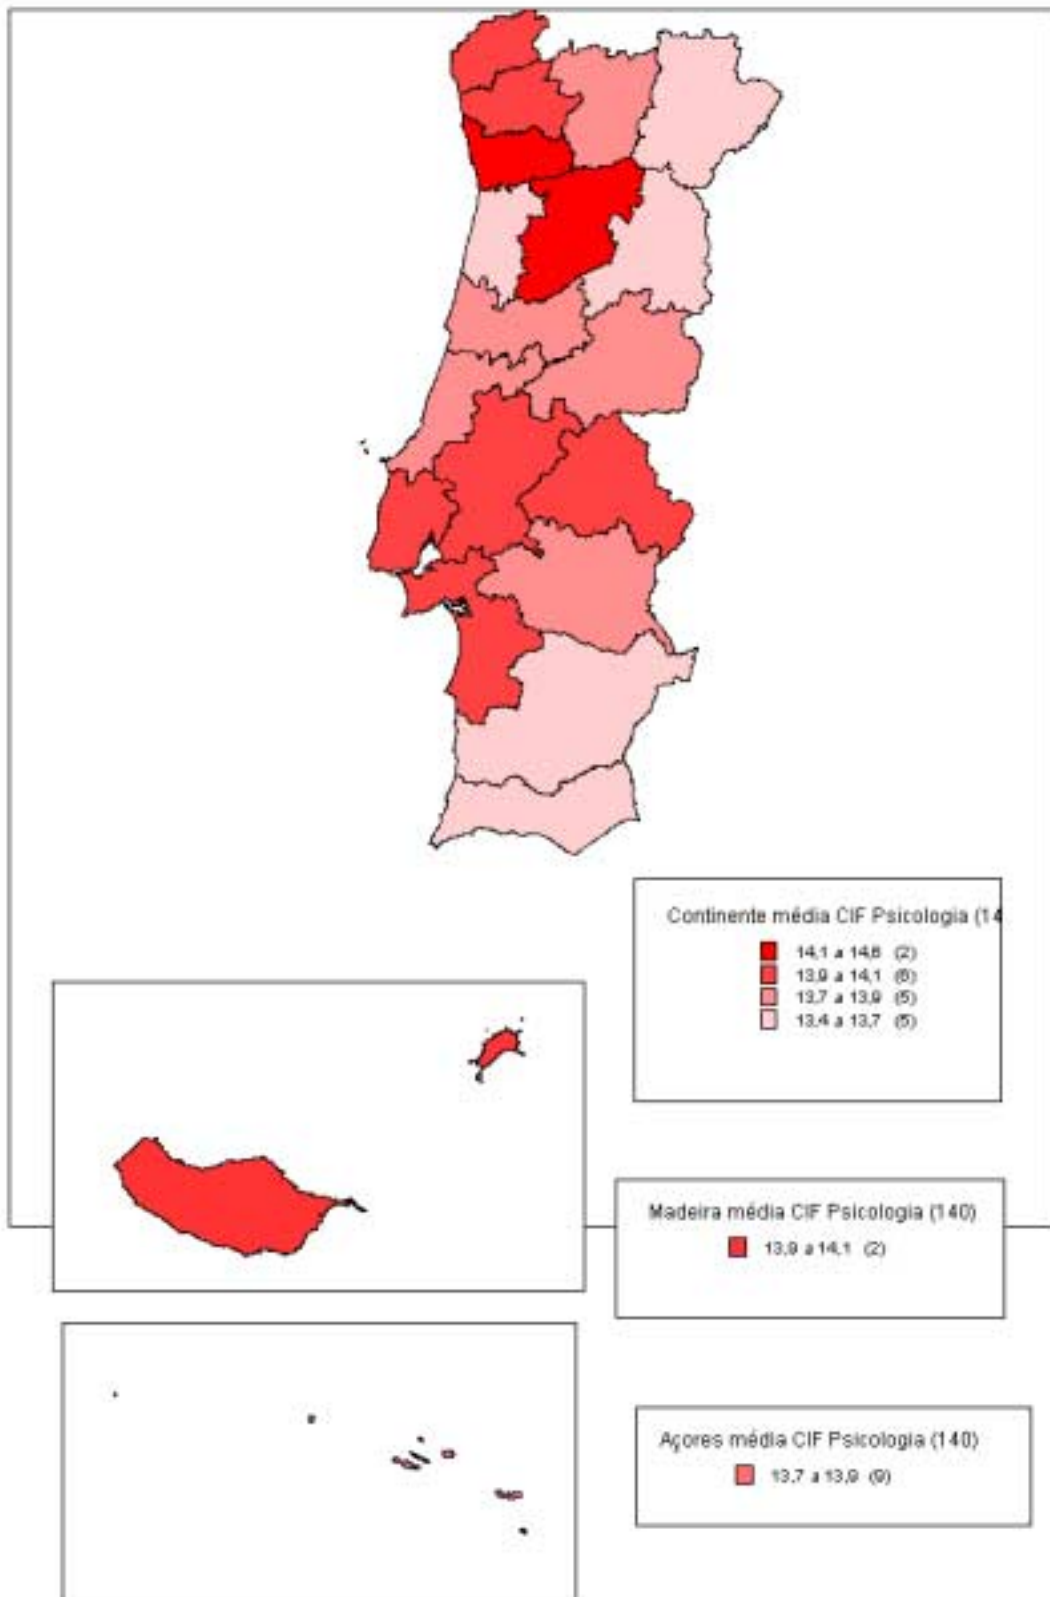 Continente média CIF Psicologia (14
14,1 a 14,6 (2)
13,9 a 14,1 (6)
13,7 a 13,9 (5)
13,4 a 13,7 (5)
Madeira média CIF Psicologia (140)
13,9 a 14,1 (2)
Açores média CIF Psicologia (140)
13,7 a 13,9 (9)